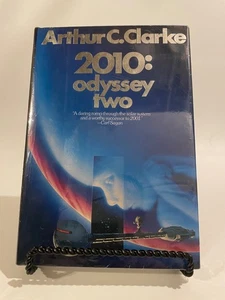 Arthur C. Clarke
2010:
odyssey
two
"A daring romp through the solar system
and a worthy successor to 2001."
—Carl Sagan